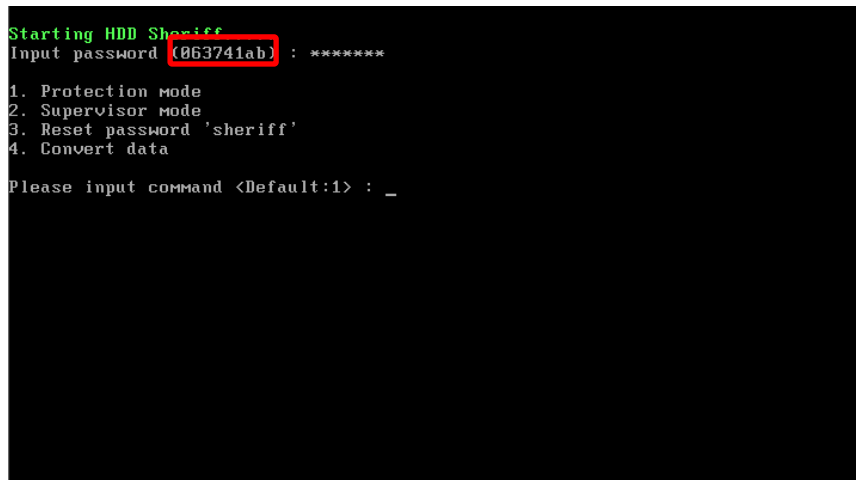 Starting HDD Sheriff....
Input password (063741ab) : *******
1. Protection mode
2. Supervisor mode
3. Reset password 'sheriff'
4. Convert data
Please input command <Default:1> : _